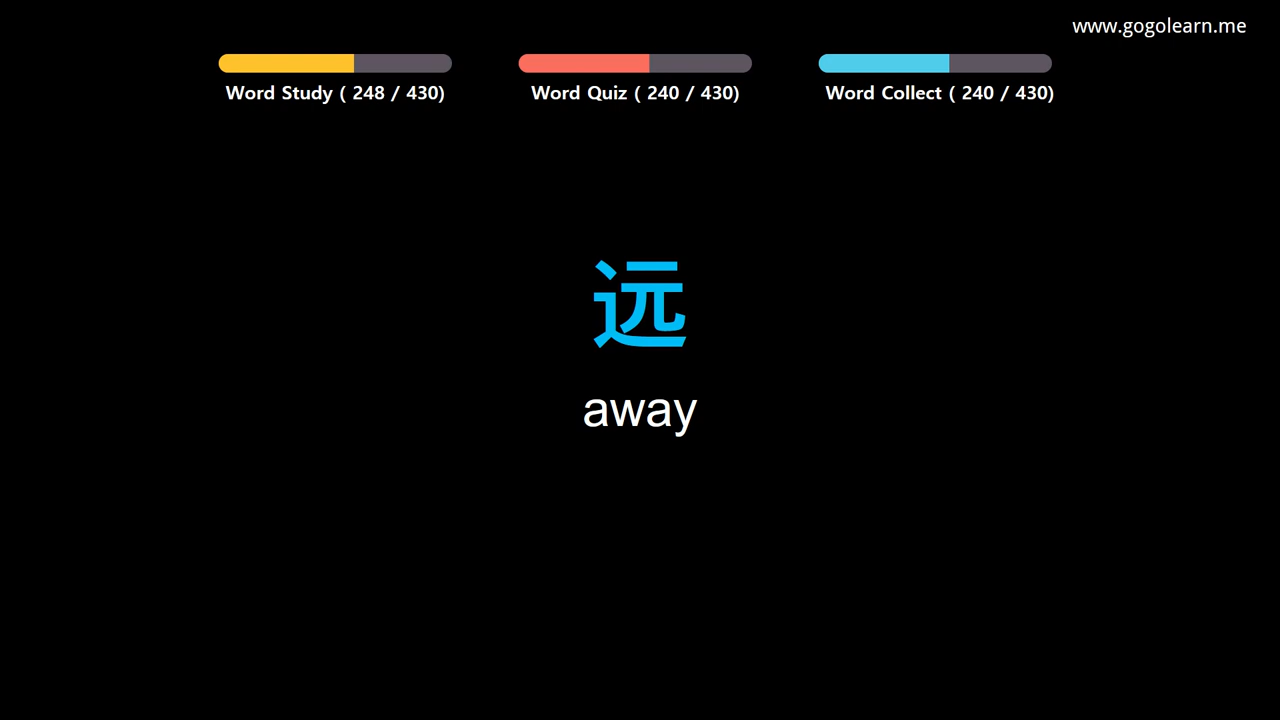 www.gogolearn.me
Word Study ( 248 / 430)
Word Quiz ( 240 / 430)
Word Collect ( 240 / 430)
远
away